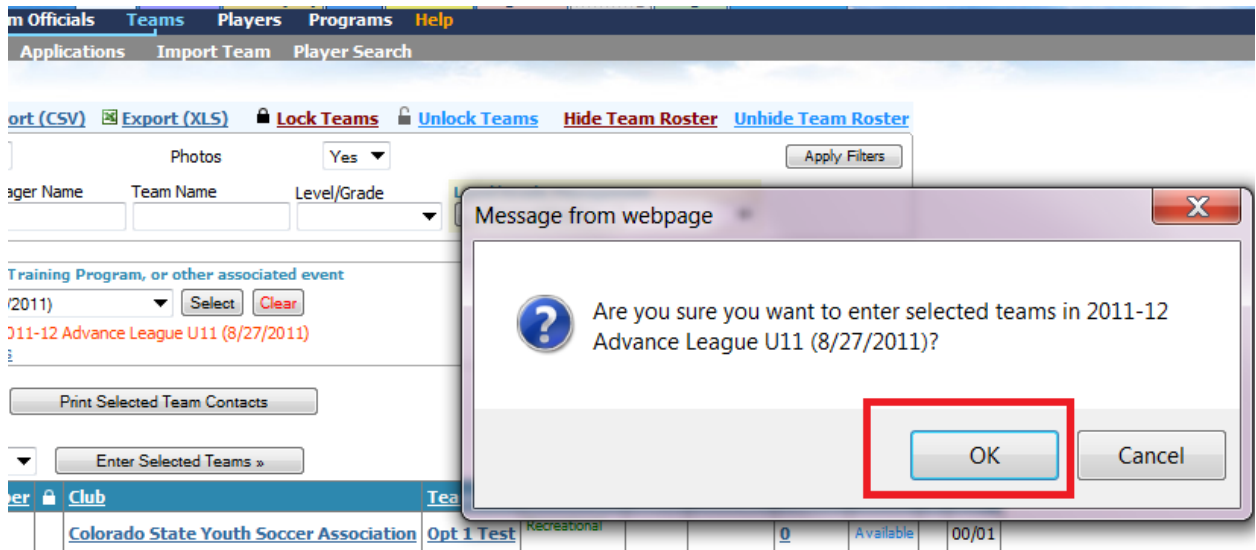 m Officials Teams Players Programs Help
Applications Import Team Player Search
ort (CSV) Export (XLS) Lock Teams Unlock Teams Hide Team Roster Unhide Team Roster
Photos Yes Apply Filters
ager Name Team Name Level/Grade
Message from webpage X
Training Program, or other associated event
/2011) Select Clear
011-12 Advance League U11 (8/27/2011)
s
Are you sure you want to enter selected teams in 2011-12
Advance League U11 (8/27/2011)?
Print Selected Team Contacts
OK Cancel
Enter Selected Teams »
ber Club Tea
Colorado State Youth Soccer Association Opt 1 Test Recreational 0 Available 00/01